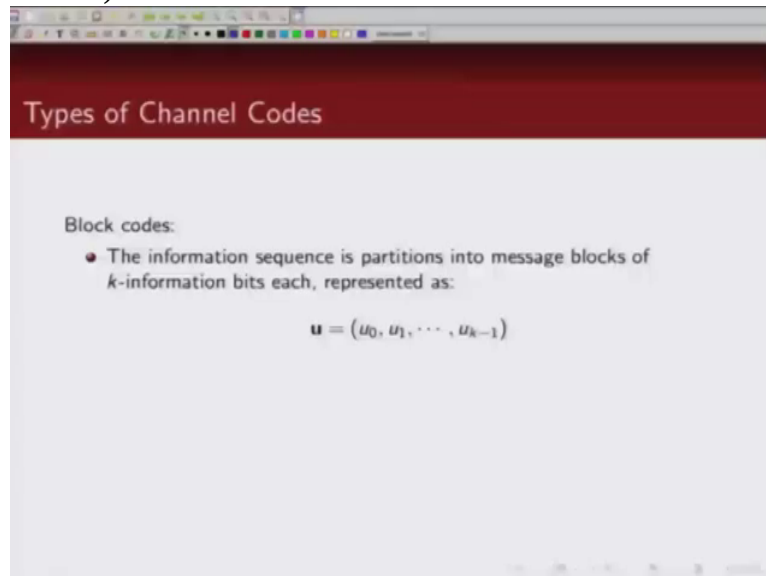 Types of Channel Codes
Block codes:
The information sequence is partitions into message blocks of
k-information bits each, represented as:
u = (u₀, u₁, ⋯ , uₖ₋₁)